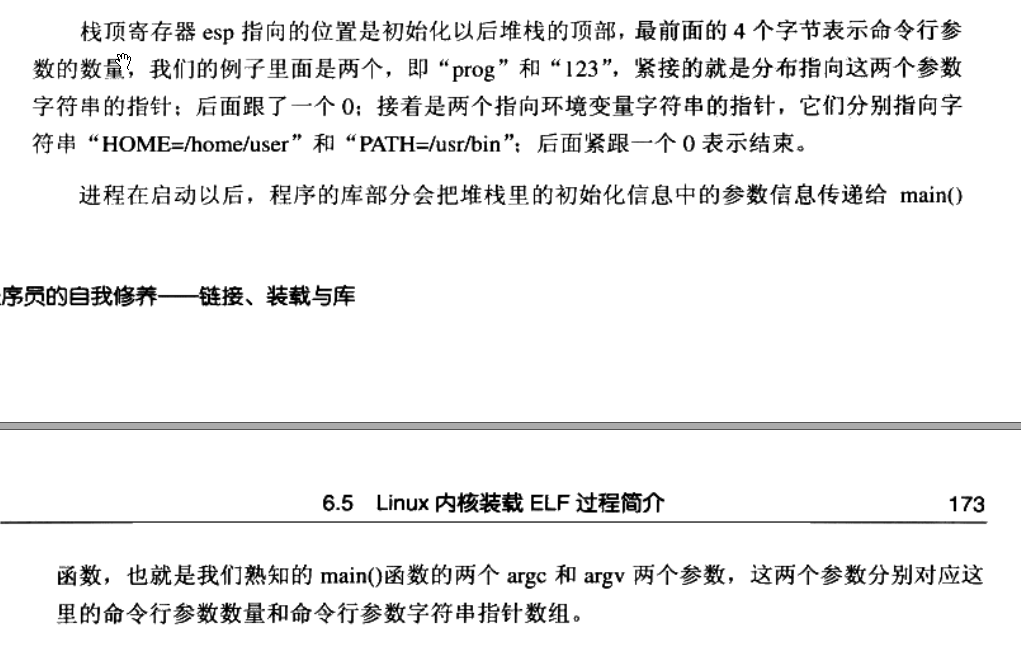 栈顶寄存器 esp 指向的位置是初始化以后堆栈的顶部，最前面的 4 个字节表示命令行参
数的数量，我们的例子里面是两个，即“prog”和“123”，紧接的就是分布指向这两个参数
字符串的指针；后面跟了一个 0；接着是两个指向环境变量字符串的指针，它们分别指向字
符串“HOME=/home/user”和“PATH=/usr/bin”；后面紧跟一个 0 表示结束。
进程在启动以后，程序的库部分会把堆栈里的初始化信息中的参数信息传递给 main()
序员的自我修养——链接、装载与库
6.5 Linux 内核装载 ELF 过程简介 173
函数，也就是我们熟知的 main()函数的两个 argc 和 argv 两个参数，这两个参数分别对应这
里的命令行参数数量和命令行参数字符串指针数组。